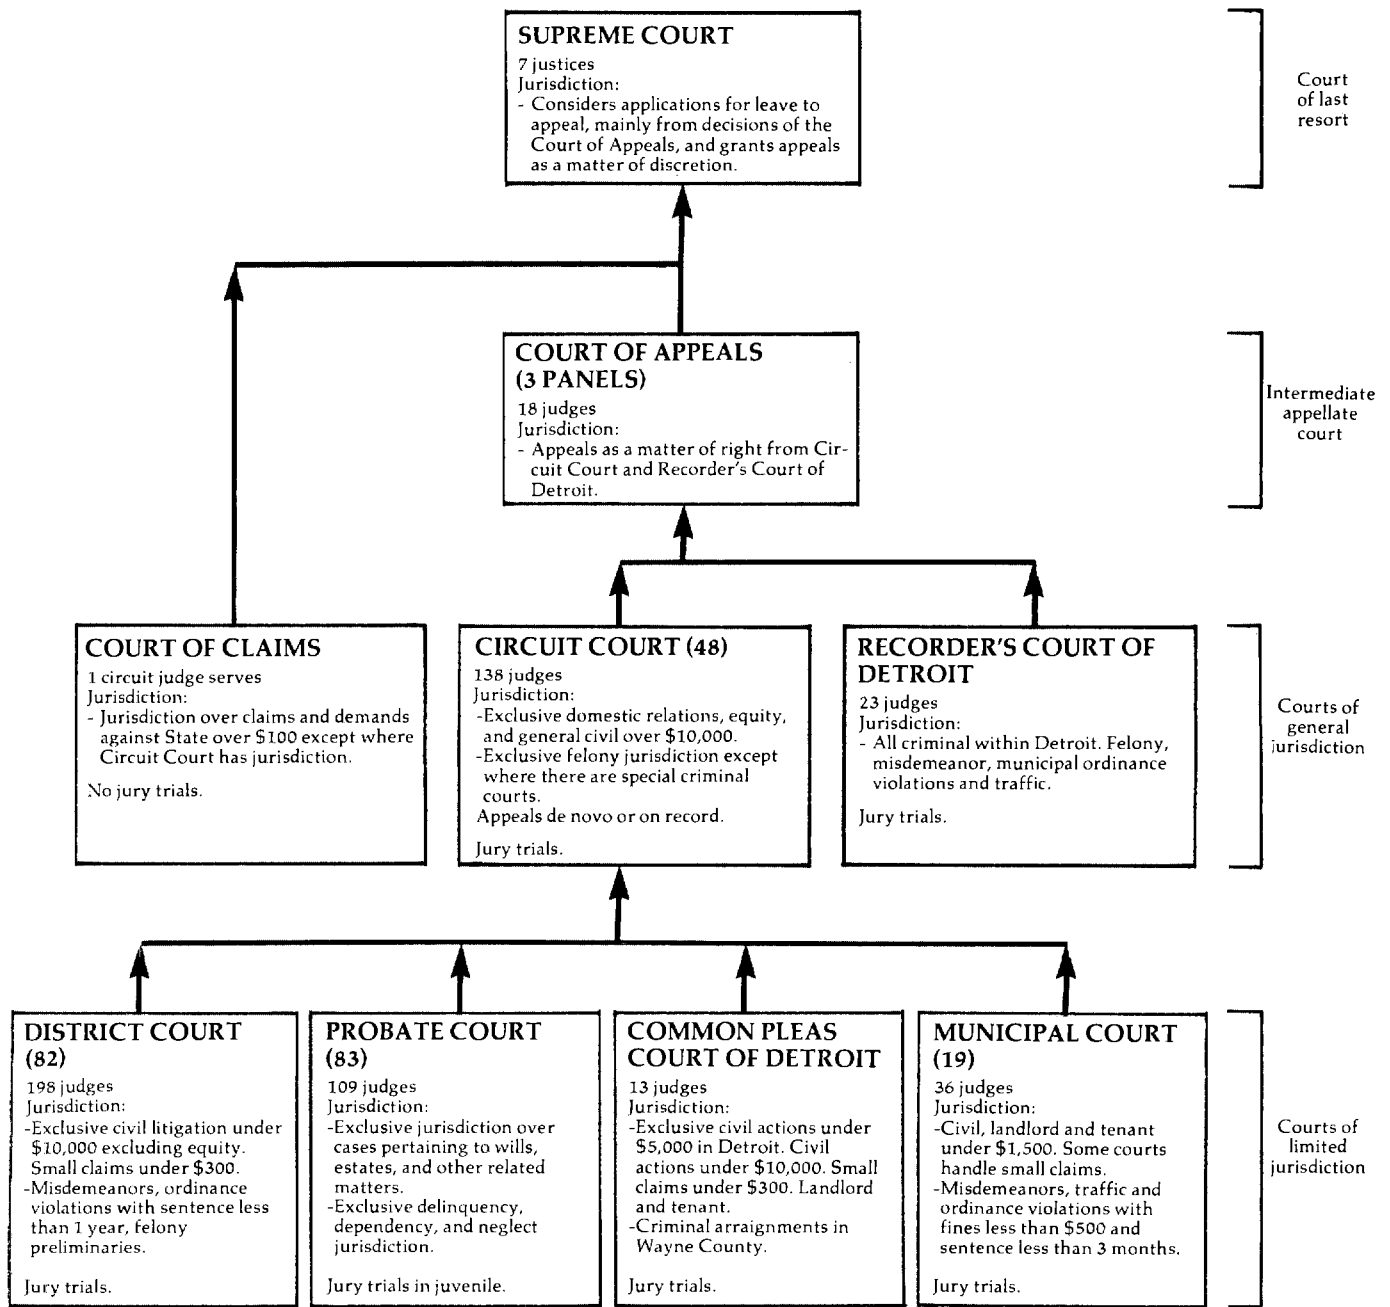 SUPREME COURT
7 justices
Jurisdiction:
- Considers applications for leave to
appeal, mainly from decisions of the
Court of Appeals, and grants appeals
as a matter of discretion.
Court
of last
resort
COURT OF APPEALS
(3 PANELS)
18 judges
Jurisdiction:
- Appeals as a matter of right from Cir-
cuit Court and Recorder's Court of
Detroit.
Intermediate
appellate
court
COURT OF CLAIMS
1 circuit judge serves
Jurisdiction:
- Jurisdiction over claims and demands
against State over $100 except where
Circuit Court has jurisdiction.
No jury trials.
CIRCUIT COURT (48)
138 judges
Jurisdiction:
-Exclusive domestic relations, equity,
and general civil over $10,000.
-Exclusive felony jurisdiction except
where there are special criminal
courts.
Appeals de novo or on record.
Jury trials.
RECORDER'S COURT OF
DETROIT
23 judges
Jurisdiction:
- All criminal within Detroit. Felony,
misdemeanor, municipal ordinance
violations and traffic.
Jury trials.
Courts of
general
jurisdiction
DISTRICT COURT
(82)
198 judges
Jurisdiction:
-Exclusive civil litigation under
$10,000 excluding equity.
Small claims under $300.
-Misdemeanors, ordinance
violations with sentence less
than 1 year, felony
preliminaries.
Jury trials.
PROBATE COURT
(83)
109 judges
Jurisdiction:
-Exclusive jurisdiction over
cases pertaining to wills,
estates, and other related
matters.
-Exclusive delinquency,
dependency, and neglect
jurisdiction.
Jury trials in juvenile.
COMMON PLEAS
COURT OF DETROIT
13 judges
Jurisdiction:
-Exclusive civil actions under
$5,000 in Detroit. Civil
actions under $10,000. Small
claims under $300. Landlord
and tenant.
-Criminal arraignments in
Wayne County.
Jury trials.
MUNICIPAL COURT
(19)
36 judges
Jurisdiction:
-Civil, landlord and tenant
under $1,500. Some courts
handle small claims.
-Misdemeanors, traffic and
ordinance violations with
fines less than $500 and
sentence less than 3 months.
Jury trials.
Courts of
limited
jurisdiction